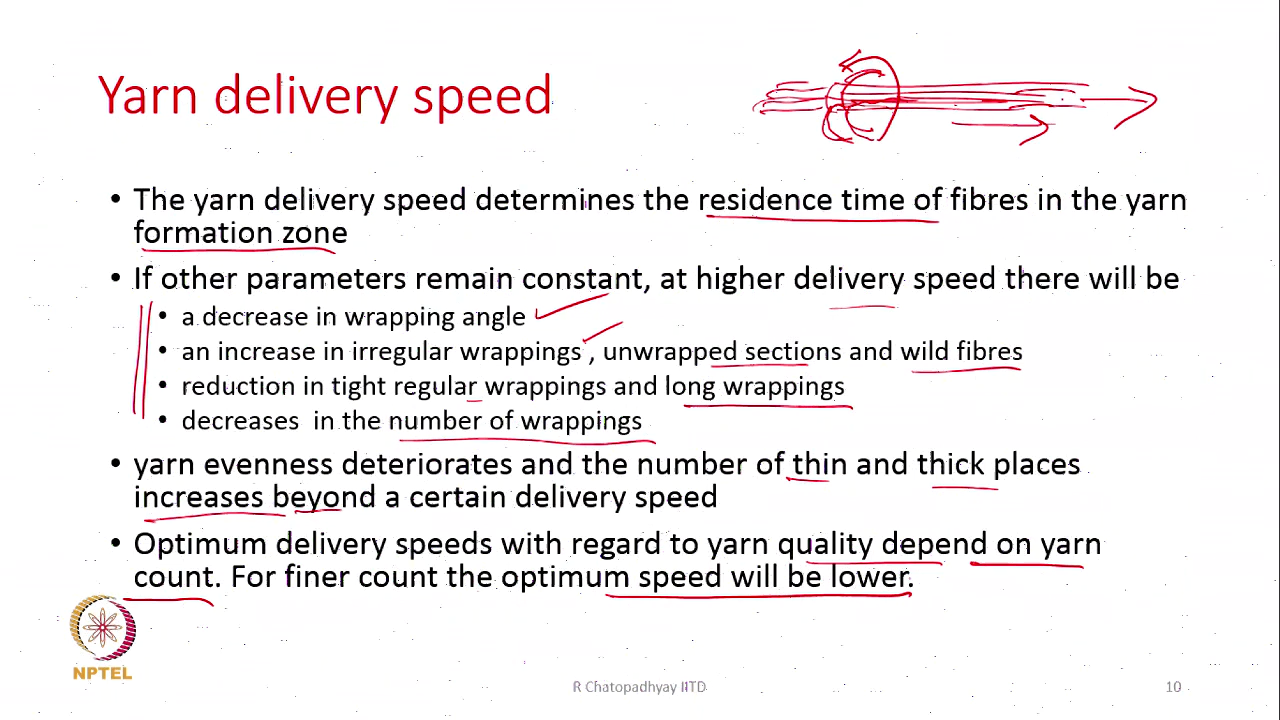 Yarn delivery speed
• The yarn delivery speed determines the residence time of fibres in the yarn
formation zone
• If other parameters remain constant, at higher delivery speed there will be
• a decrease in wrapping angle
• an increase in irregular wrappings , unwrapped sections and wild fibres
• reduction in tight regular wrappings and long wrappings
• decreases in the number of wrappings
• yarn evenness deteriorates and the number of thin and thick places
increases beyond a certain delivery speed
• Optimum delivery speeds with regard to yarn quality depend on yarn
count. For finer count the optimum speed will be lower.
NPTEL
R Chatopadhyay IITD
10